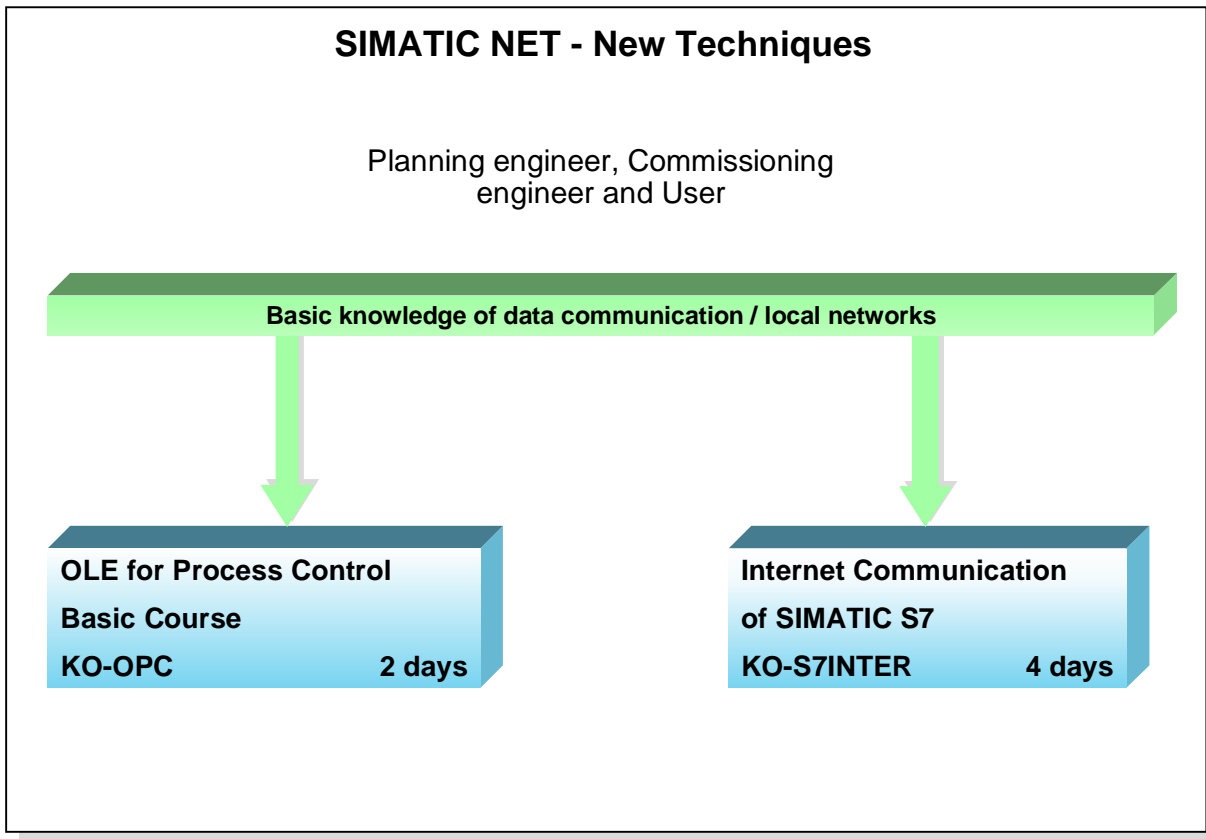 SIMATIC NET - New Techniques
Planning engineer, Commissioning
engineer and User
Basic knowledge of data communication / local networks
OLE for Process Control
Basic Course
KO-OPC 2 days
Internet Communication
of SIMATIC S7
KO-S7INTER 4 days